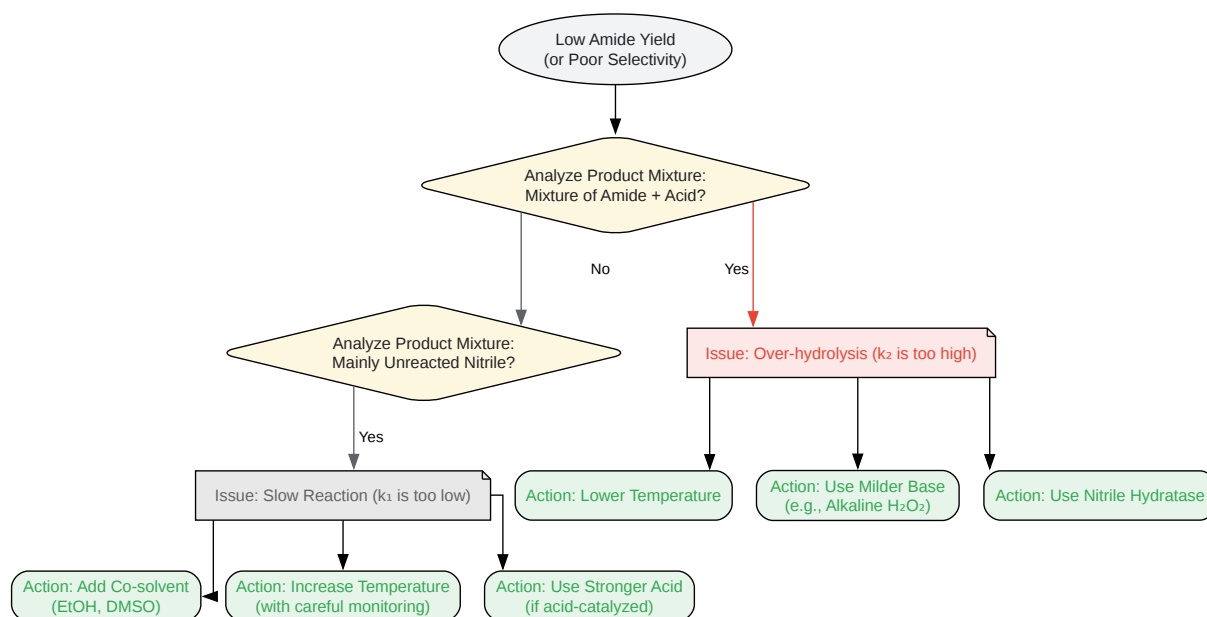 Low Amide Yield
(or Poor Selectivity)
Analyze Product Mixture:
Mixture of Amide + Acid?
No
Yes
Analyze Product Mixture:
Mainly Unreacted Nitrile?
Issue: Over-hydrolysis (k₂ is too high)
Yes
Issue: Slow Reaction (k₁ is too low)
Action: Lower Temperature
Action: Use Milder Base
(e.g., Alkaline H₂O₂)
Action: Use Nitrile Hydratase
Action: Add Co-solvent
(EtOH, DMSO)
Action: Increase Temperature
(with careful monitoring)
Action: Use Stronger Acid
(if acid-catalyzed)